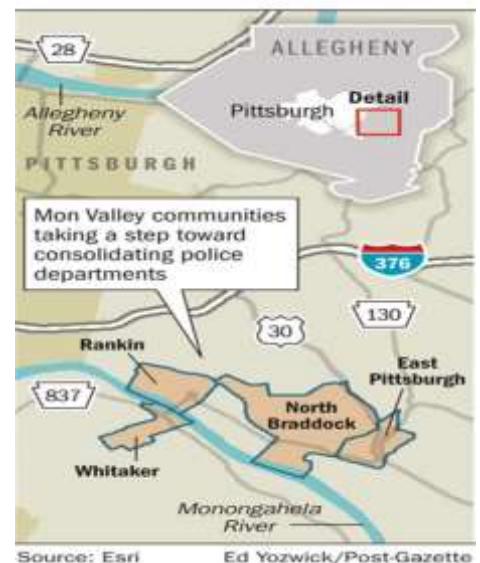 28
ALLEGHENY
Allegheny
River
Pittsburgh
Detail
PITTSBURGH
Mon Valley communities
taking a step toward
consolidating police
departments
376
130
30
Rankin
837
East
Pittsburgh
North
Braddock
Whitaker
Monongahela
River
Source: Esri
Ed Yozwick/Post-Gazette